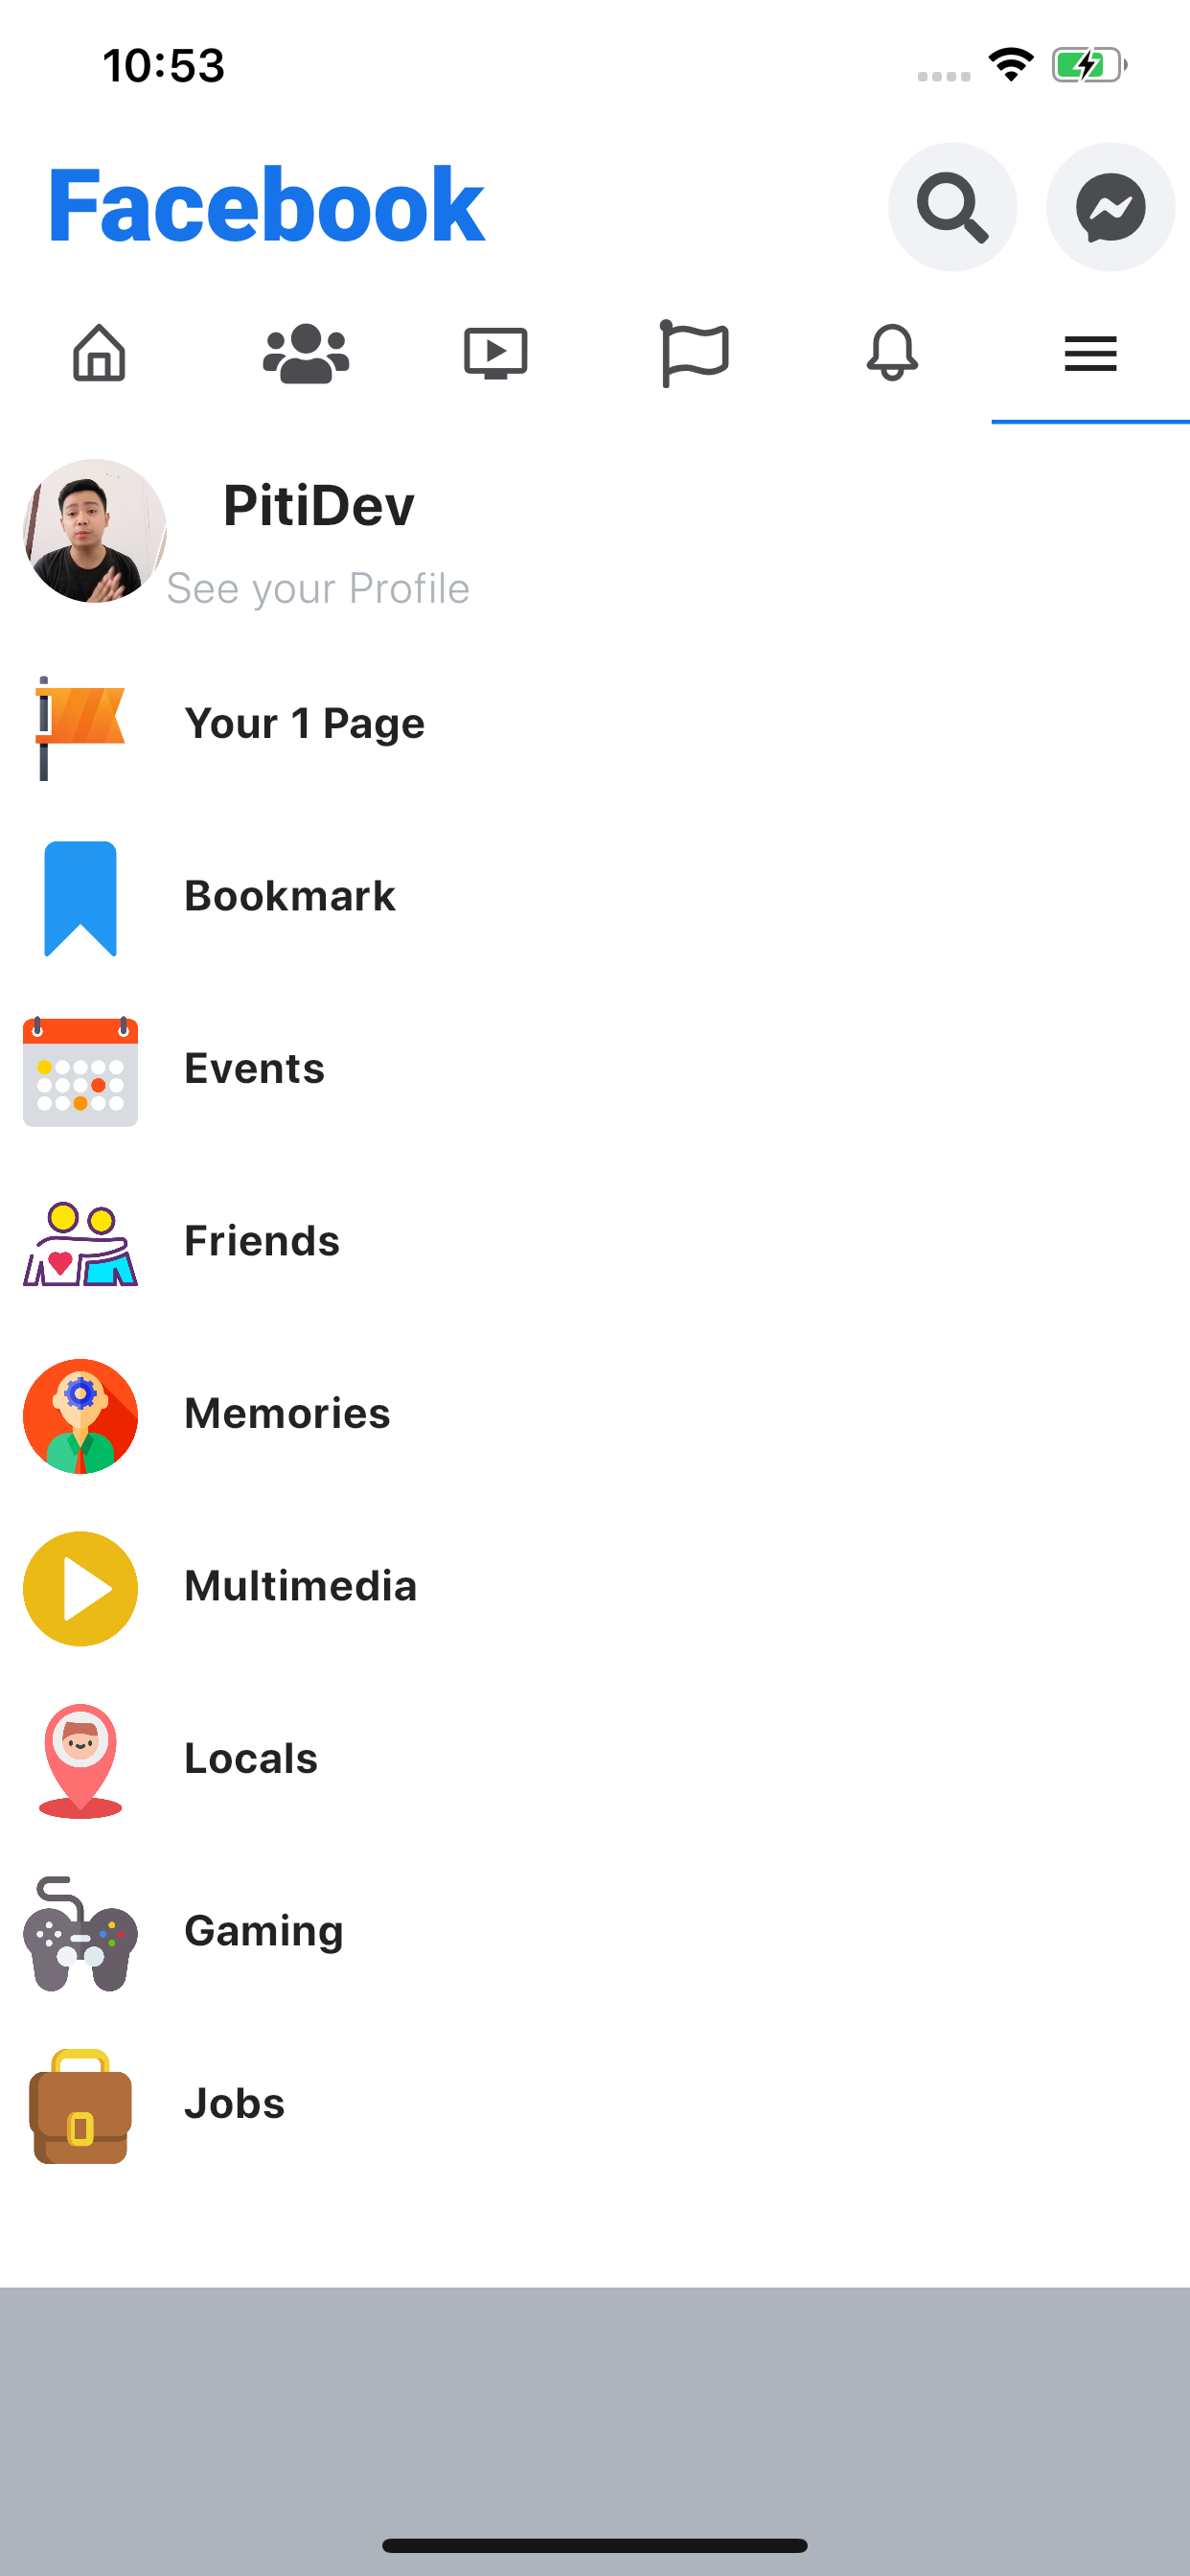 10:53
Facebook
PitiDev
See your Profile
Your 1 Page
Bookmark
Events
Friends
Memories
Multimedia
Locals
Gaming
Jobs